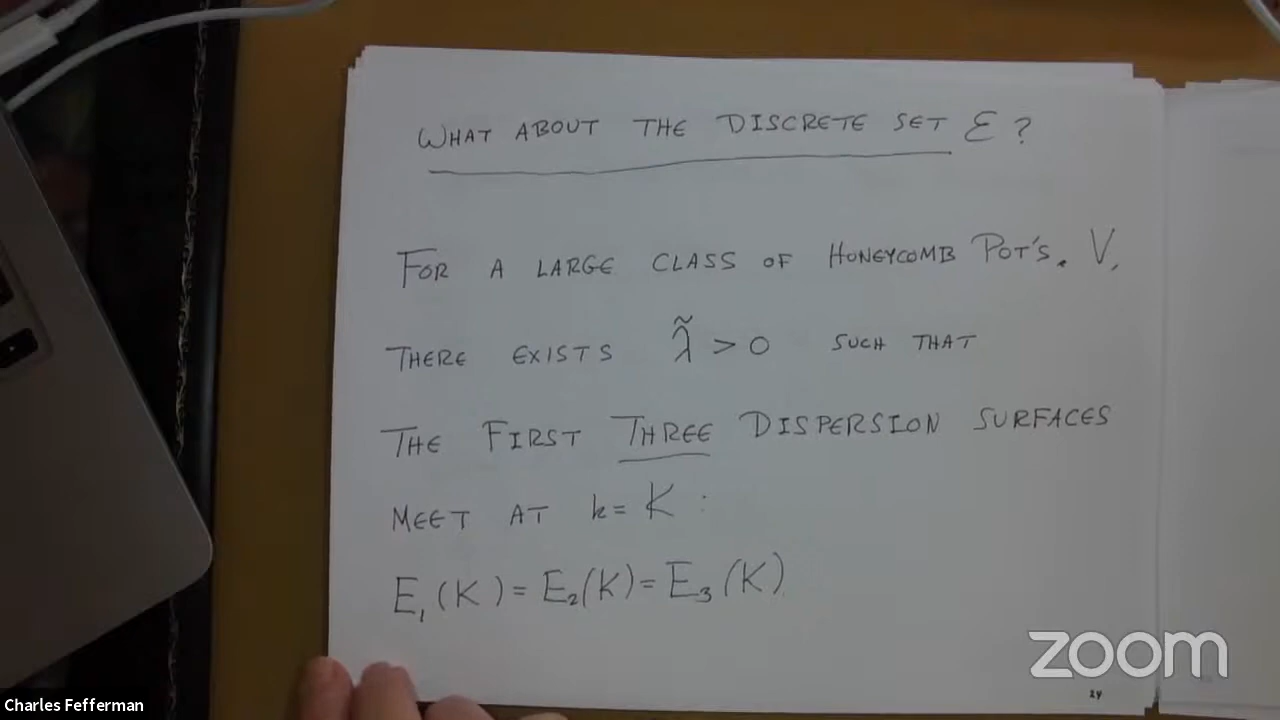 WHAT ABOUT THE DISCRETE SET ℰ?
FOR A LARGE CLASS OF HONEYCOMB POT'S. V,
THERE EXISTS λ̃ > 0 SUCH THAT
THE FIRST THREE DISPERSION SURFACES
MEET AT k = K :
E₁(K) = E₂(K) = E₃(K)
zoom
24
Charles Fefferman